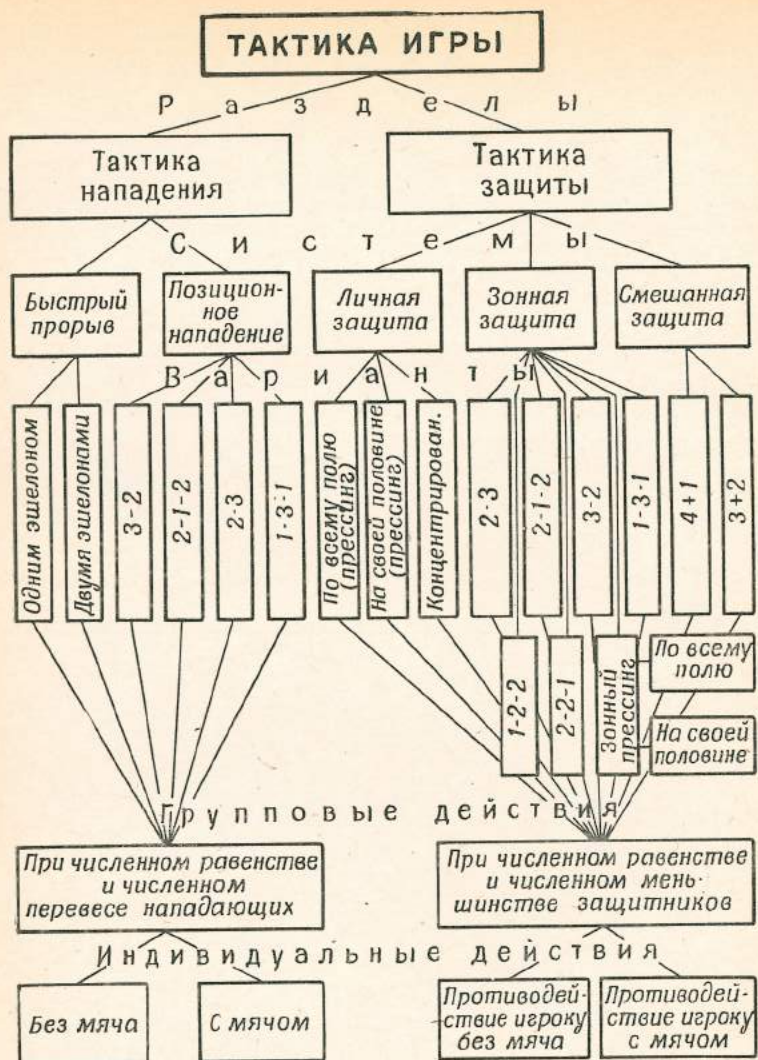 ТАКТИКА ИГРЫ
Разделы
Тактика
нападения
Тактика
защиты
Системы
Быстрый
прорыв
Позицион-
ное
нападение
Личная
защита
Зонная
защита
Смешанная
защита
Варианты
Одним эшелоном
Двумя эшелонами
3-2
2-1-2
2-3
1-3-1
По всему полю
(прессинг)
На своей половине
(прессинг)
Концентрирован.
2-3
2-1-2
3-2
1-3-1
4+1
3+2
1-2-2
2-2-1
Зонный
прессинг
По всему
полю
На своей
половине
Групповые действия
При численном равенстве
и численном
перевесе нападающих
При численном равенстве
и численном мень-
шинстве защитников
Индивидуальные действия
Без мяча
С мячом
Противодей-
ствие игроку
без мяча
Противодей-
ствие игроку
с мячом